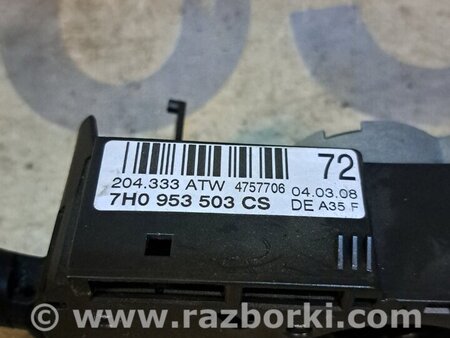 72
204.333 ATW 4757706 04.03.08
7H0 953 503 CS DE A35 F
www.razborki.com